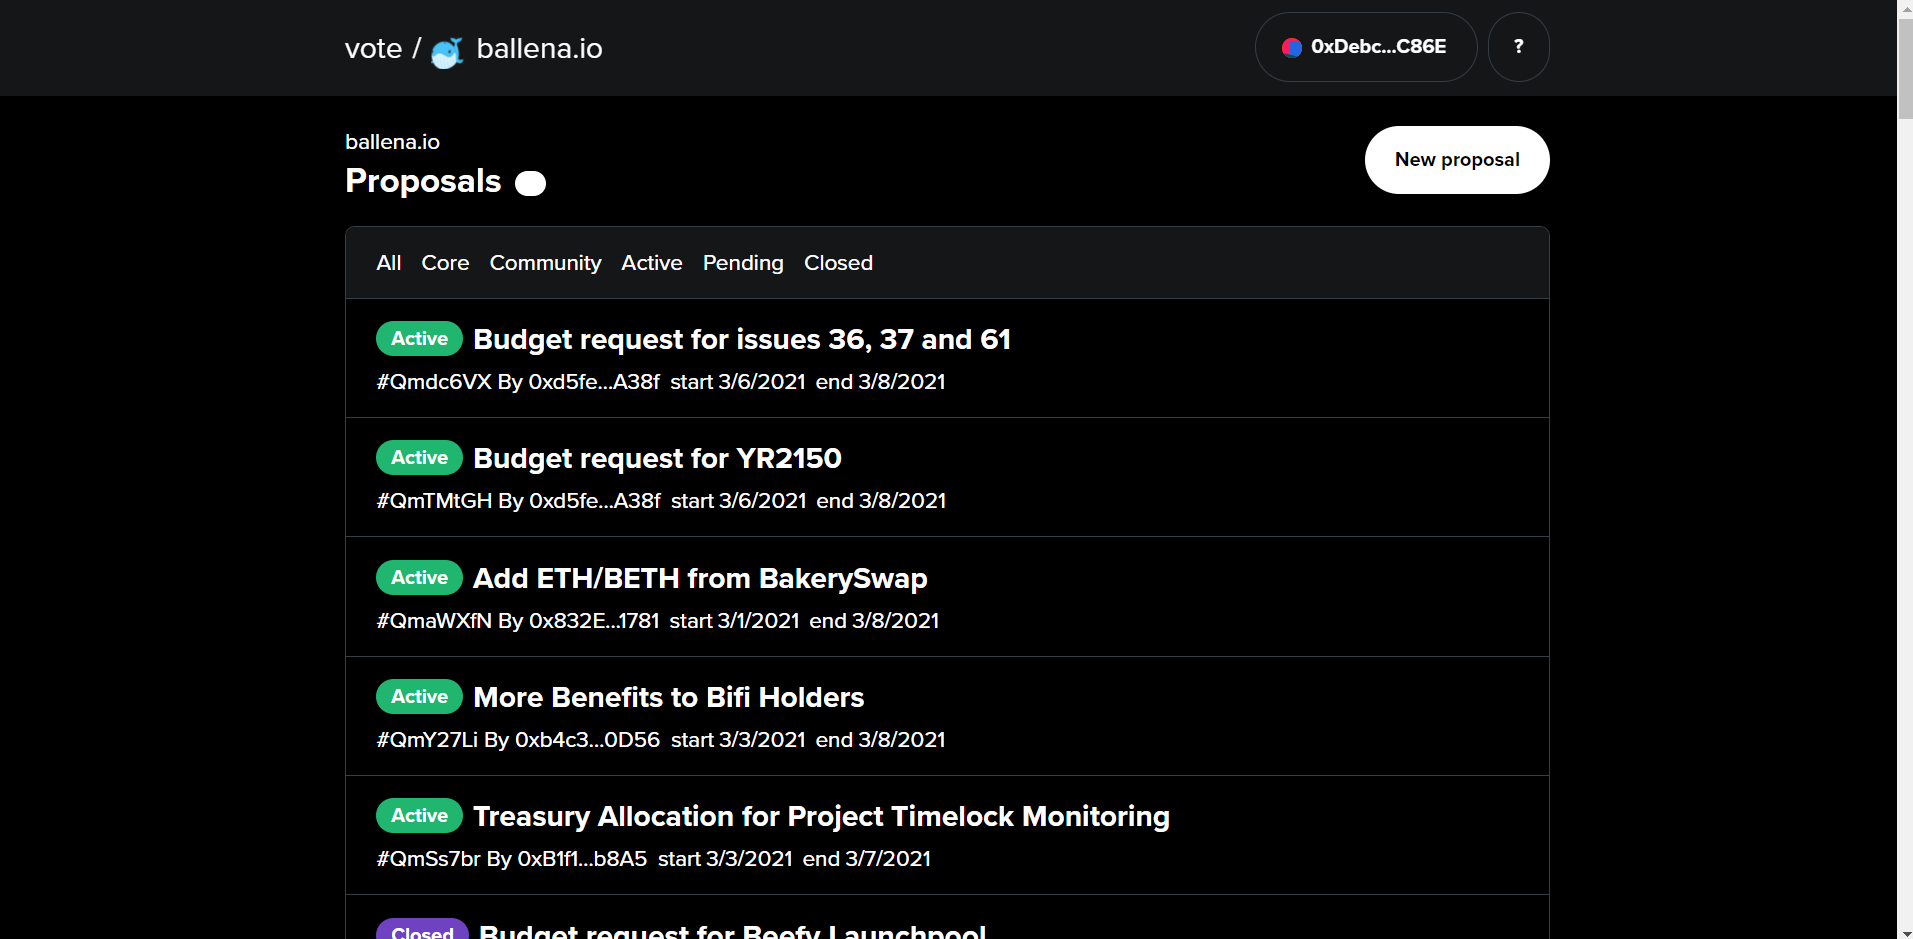 vote / ballena.io
0xDebc...C86E
?
ballena.io
Proposals
New proposal
All Core Community Active Pending Closed
Active Budget request for issues 36, 37 and 61
#Qmdc6VX By 0xd5fe...A38f start 3/6/2021 end 3/8/2021
Active Budget request for YR2150
#QmTMtGH By 0xd5fe...A38f start 3/6/2021 end 3/8/2021
Active Add ETH/BETH from BakerySwap
#QmaWXfN By 0x832E...1781 start 3/1/2021 end 3/8/2021
Active More Benefits to Bifi Holders
#QmY27Li By 0xb4c3...0D56 start 3/3/2021 end 3/8/2021
Active Treasury Allocation for Project Timelock Monitoring
#QmSs7br By 0xB1f1...b8A5 start 3/3/2021 end 3/7/2021
Closed Budget request for Beefy Launchpool